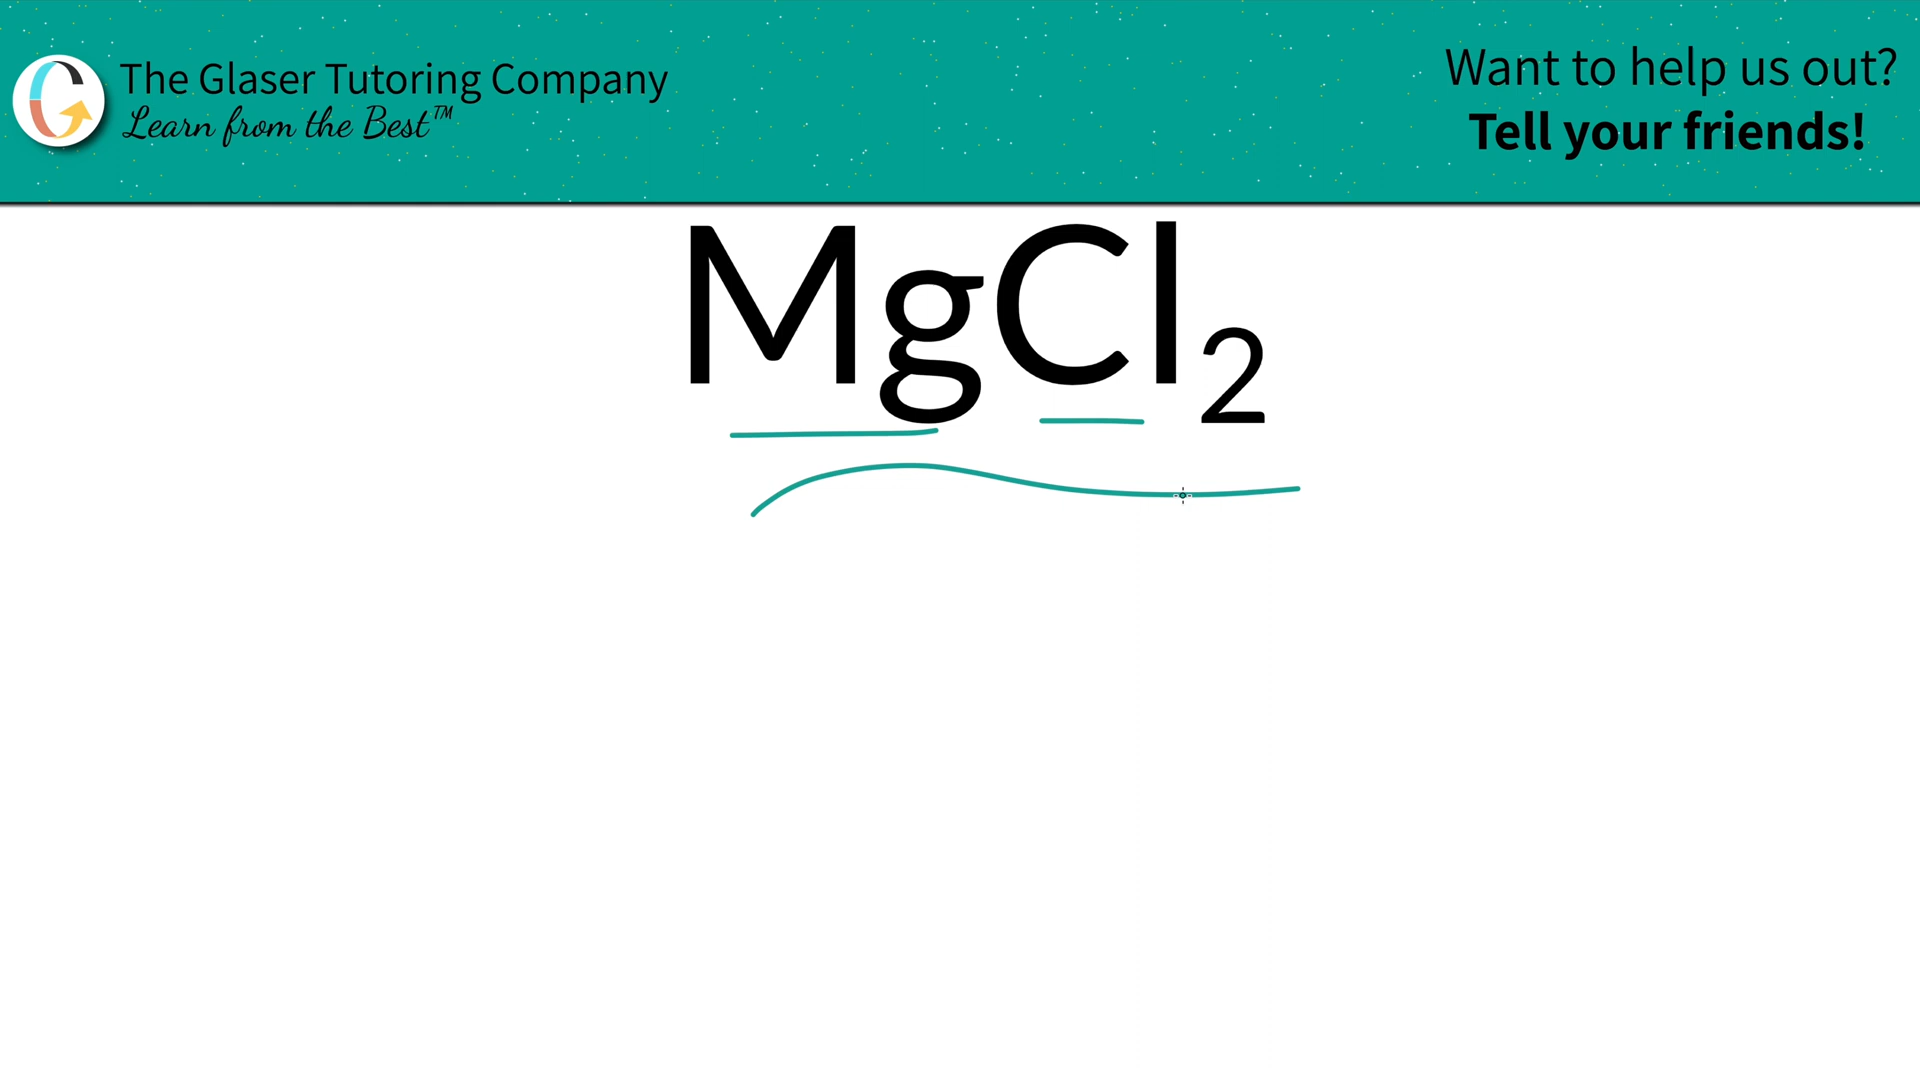 The Glaser Tutoring Company
Learn from the Best™
Want to help us out?
Tell your friends!
MgCl₂